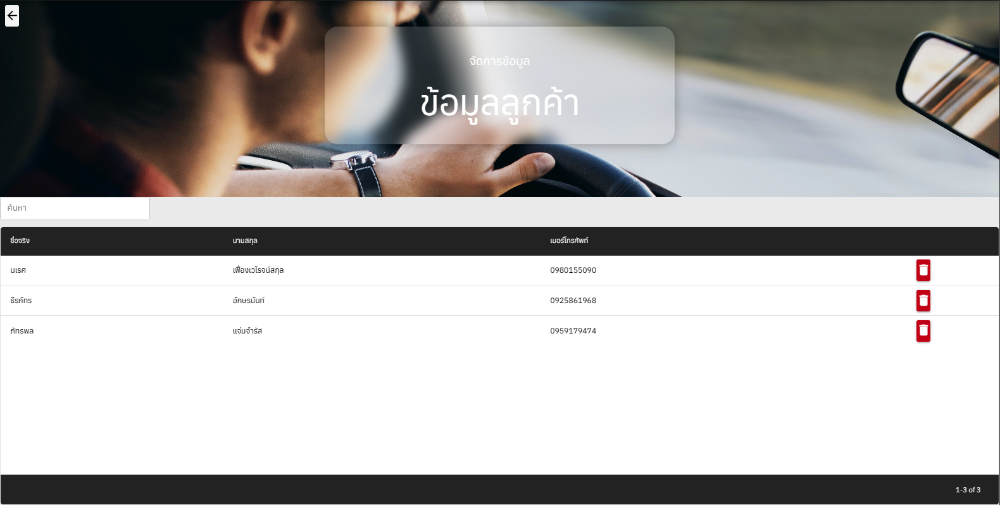 จัดการข้อมูล
ข้อมูลลูกค้า
ค้นหา
ชื่อจริง นามสกุล เบอร์โทรศัพท์
นเรศ เฟื่องเวโรจน์สกุล 0980155090
ธีรภัทร อักษรนันท์ 0925861968
ภัทรพล แจ่มจำรัส 0959179474
1-3 of 3